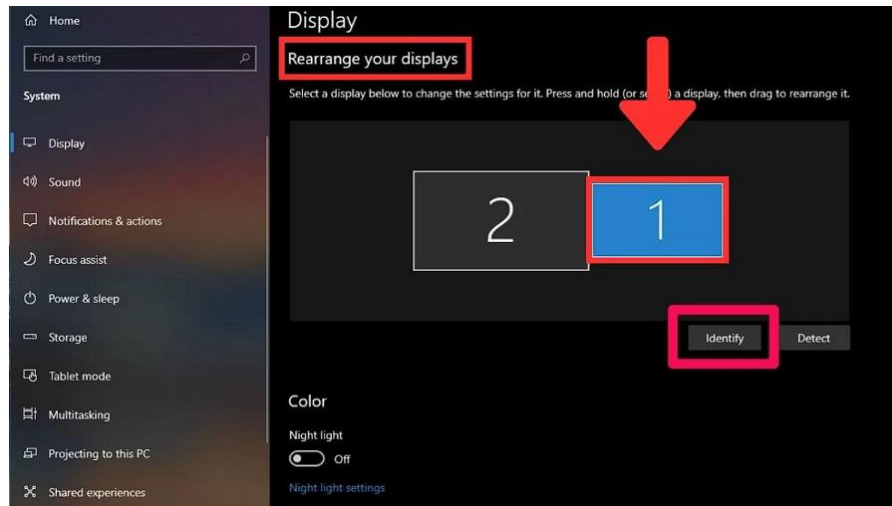 Home
Find a setting
System
Display
Sound
Notifications & actions
Focus assist
Power & sleep
Storage
Tablet mode
Multitasking
Projecting to this PC
Shared experiences
Display
Rearrange your displays
Select a display below to change the settings for it. Press and hold (or a display, then drag to rearrange it.
2
1
Identify
Detect
Color
Night light
Off
Night light settings